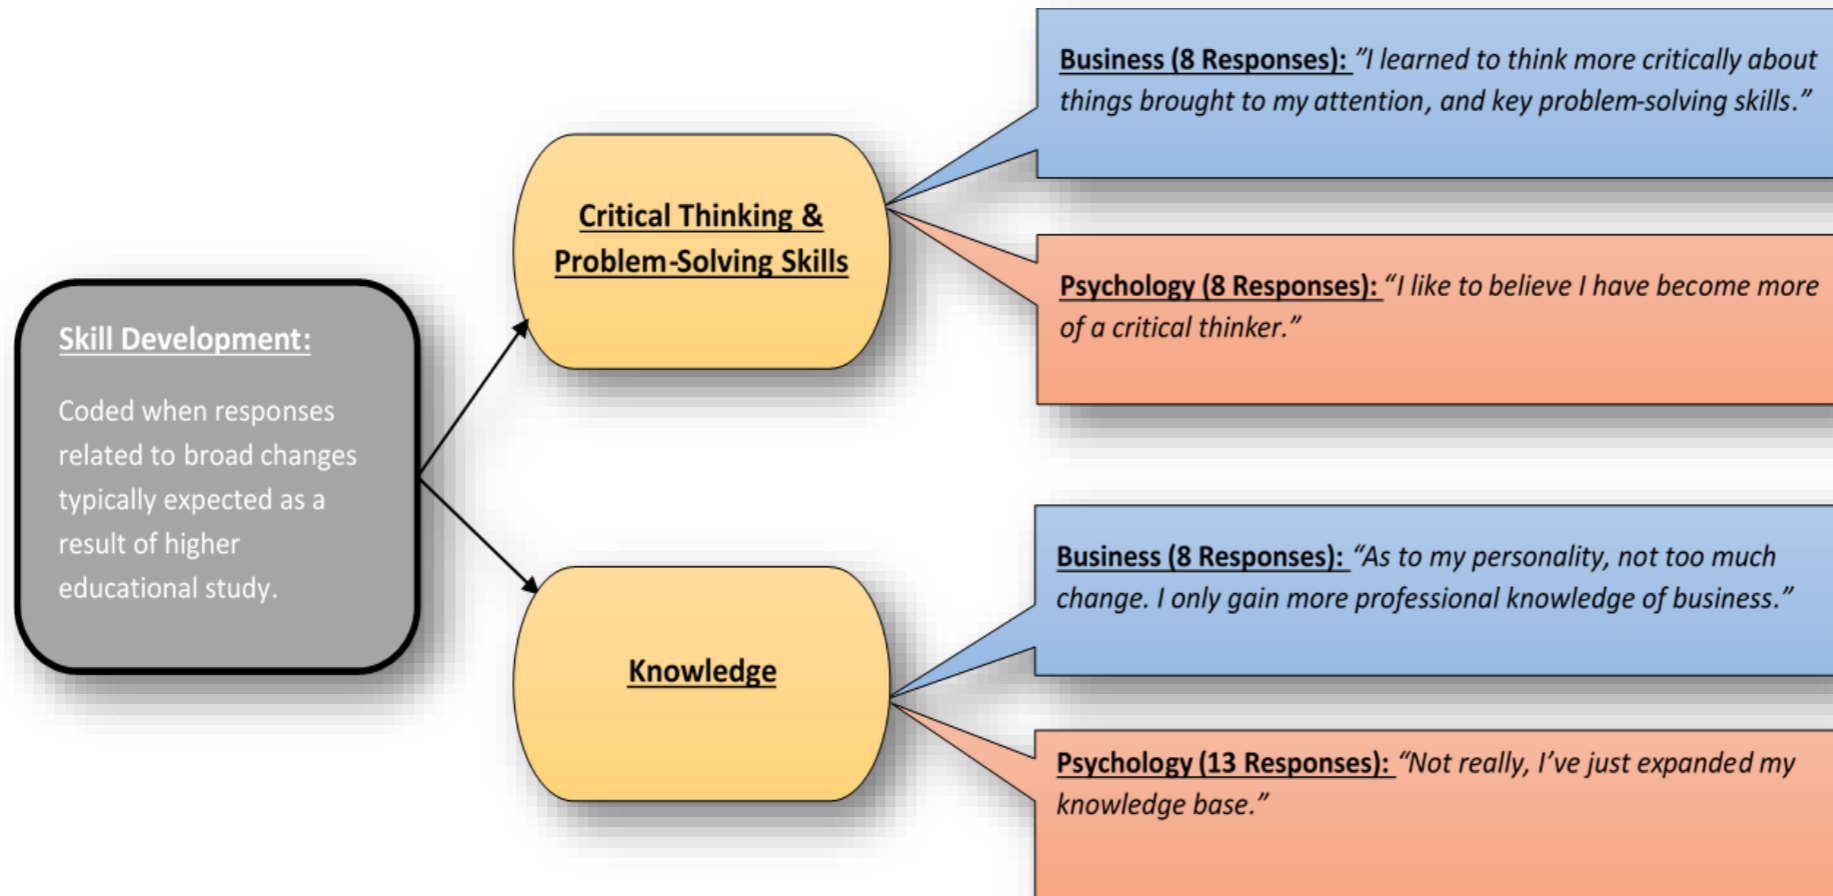 Skill Development:
Coded when responses
related to broad changes
typically expected as a
result of higher
educational study.
Critical Thinking &
Problem-Solving Skills
Business (8 Responses): ”I learned to think more critically about
things brought to my attention, and key problem-solving skills.”
Psychology (8 Responses): “I like to believe I have become more
of a critical thinker.”
Knowledge
Business (8 Responses): “As to my personality, not too much
change. I only gain more professional knowledge of business.”
Psychology (13 Responses): “Not really, I’ve just expanded my
knowledge base.”